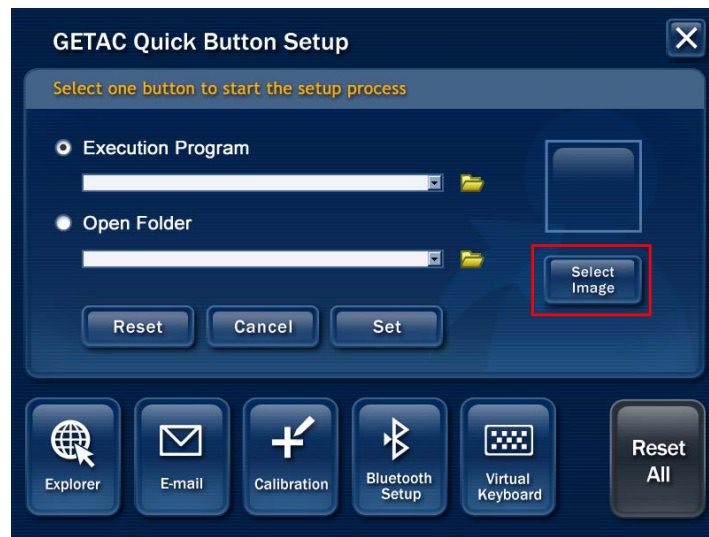 GETAC Quick Button Setup
Select one button to start the setup process
Execution Program
Open Folder
Select
Image
Reset
Cancel
Set
Explorer
E-mail
Calibration
Bluetooth
Setup
Virtual
Keyboard
Reset
All